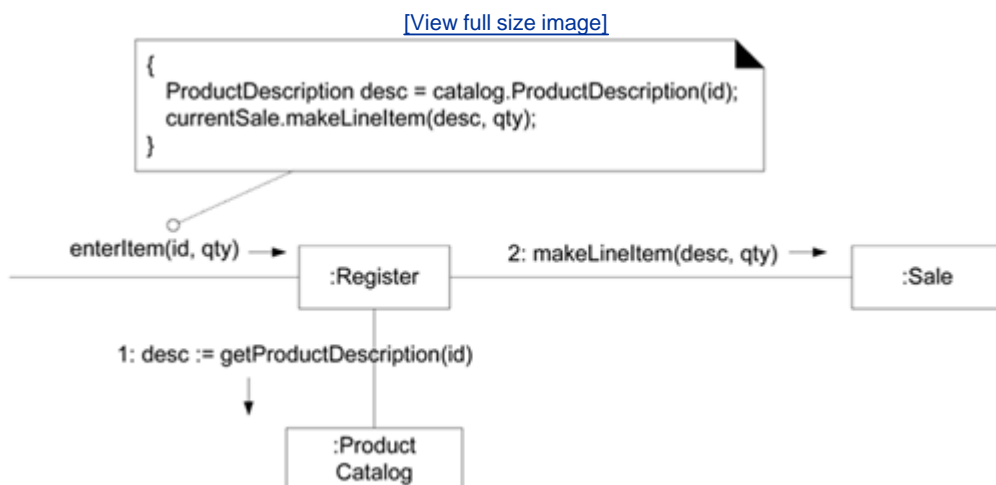 [View full size image]
{
ProductDescription desc = catalog.ProductDescription(id);
currentSale.makeLineItem(desc, qty);
}
enterItem(id, qty)
2: makeLineItem(desc, qty)
:Register
:Sale
1: desc := getProductDescription(id)
:Product
Catalog